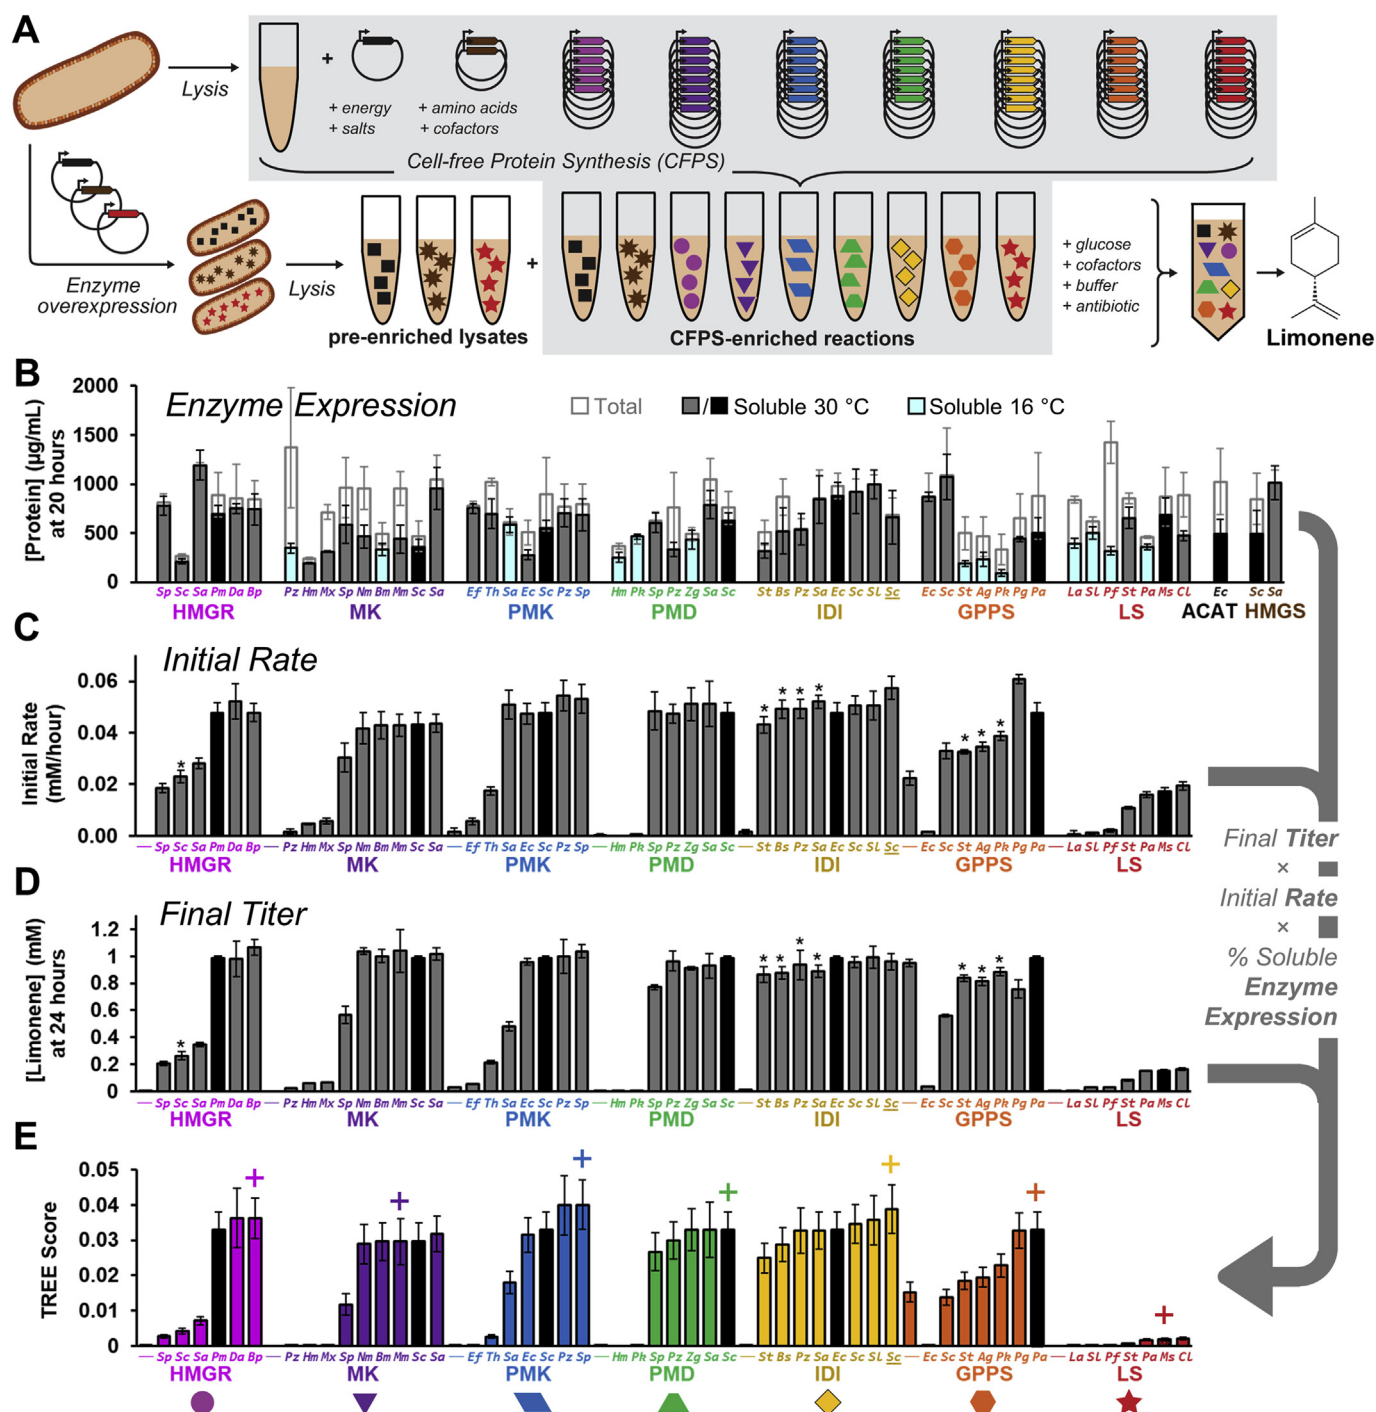 A
Lysis
+
+ energy
+ salts
+ amino acids
+ cofactors
Cell-free Protein Synthesis (CFPS)
Enzyme
overexpression
Lysis
+
pre-enriched lysates
CFPS-enriched reactions
+ glucose
+ cofactors
+ buffer
+ antibiotic
Limonene
B
Enzyme Expression
Total
/ Soluble 30 °C
Soluble 16 °C
[Protein] (µg/mL)
at 20 hours
2000
1500
1000
500
0
Sp Sc Sa Pm Da Bp
Pz Hm Mx Sp Nm Bm Mm Sc Sa
Ef Th Sa Ec Sc Pz Sp
Hm Pk Sp Pz Zg Sa Sc
St Bs Pz Sa Ec Sc Sl Sc
Ec Sc St Ag Pk Pg Pa
La Sl Pf St Pa Ms Cl
Ec
Sc Sa
HMGR MK PMK PMD IDI GPPS LS ACAT HMGS
C
Initial Rate
Initial Rate
(mM/hour)
0.06
0.04
0.02
0.00
* * * * * * * *
— Sp Sc Sa Pm Da Bp
— Pz Hm Mx Sp Nm Bm Mm Sc Sa
— Ef Th Sa Ec Sc Pz Sp
— Hm Pk Sp Pz Zg Sa Sc
— St Bs Pz Sa Ec Sc Sl Sc
— Ec Sc St Ag Pk Pg Pa
— La Sl Pf St Pa Ms Cl
HMGR MK PMK PMD IDI GPPS LS
Final Titer
×
Initial Rate
×
% Soluble
Enzyme
Expression
D
Final Titer
[Limonene] (mM)
at 24 hours
1.2
1
0.8
0.6
0.4
0.2
0
* * * * * * * *
— Sp Sc Sa Pm Da Bp
— Pz Hm Mx Sp Nm Bm Mm Sc Sa
— Ef Th Sa Ec Sc Pz Sp
— Hm Pk Sp Pz Zg Sa Sc
— St Bs Pz Sa Ec Sc Sl Sc
— Ec Sc St Ag Pk Pg Pa
— La Sl Pf St Pa Ms Cl
HMGR MK PMK PMD IDI GPPS LS
E
TREE Score
0.05
0.04
0.03
0.02
0.01
0
+ + + + + + +
— Sp Sc Sa Pm Da Bp
— Pz Hm Mx Sp Nm Bm Mm Sc Sa
— Ef Th Sa Ec Sc Pz Sp
— Hm Pk Sp Pz Zg Sa Sc
— St Bs Pz Sa Ec Sc Sl Sc
— Ec Sc St Ag Pk Pg Pa
— La Sl Pf St Pa Ms Cl
HMGR MK PMK PMD IDI GPPS LS